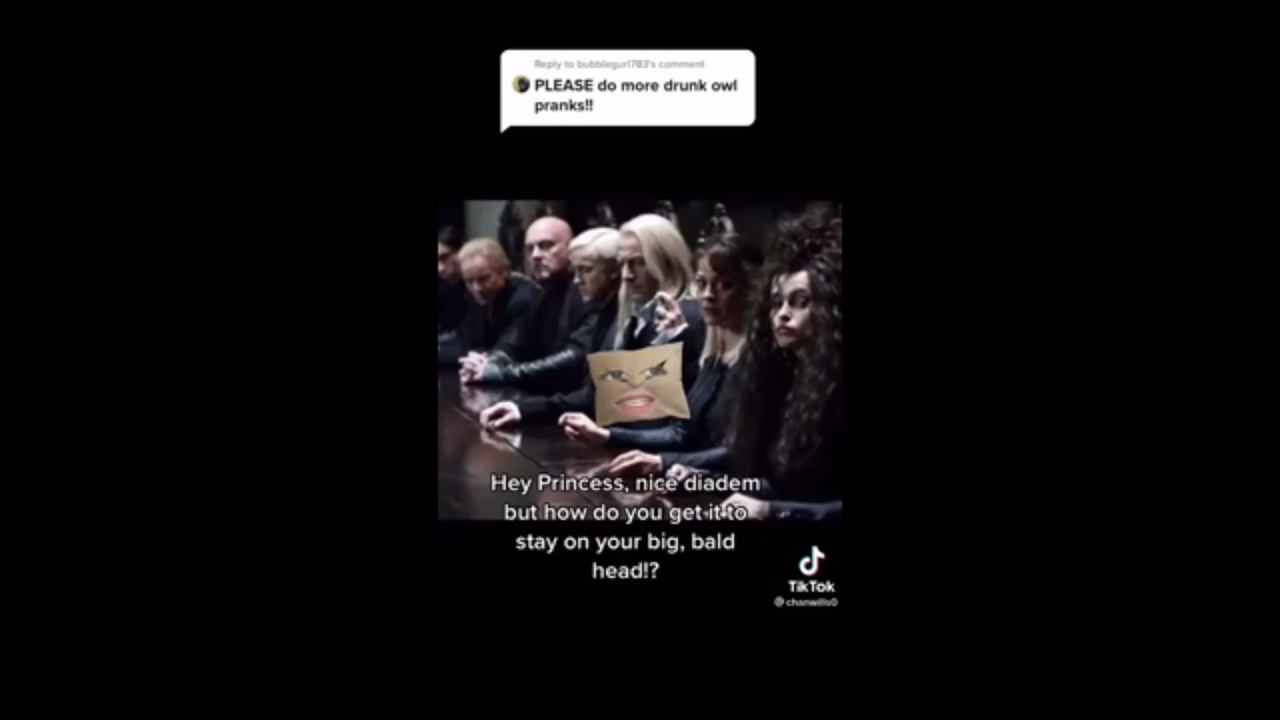 Reply to bubblegurl783's comment
PLEASE do more drunk owl
pranks!!
Hey Princess, nice diadem
but how do you get it to
stay on your big, bald
head!?
TikTok
@chanwills0